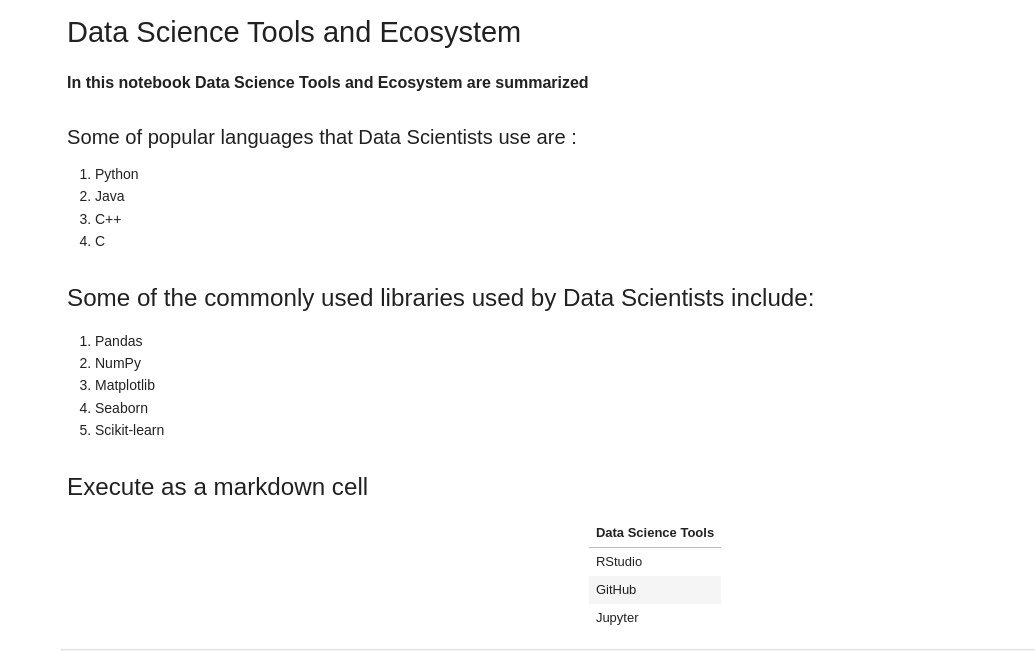 Data Science Tools and Ecosystem
In this notebook Data Science Tools and Ecosystem are summarized
Some of popular languages that Data Scientists use are :
1. Python
2. Java
3. C++
4. C
Some of the commonly used libraries used by Data Scientists include:
1. Pandas
2. NumPy
3. Matplotlib
4. Seaborn
5. Scikit-learn
Execute as a markdown cell
Data Science Tools
RStudio
GitHub
Jupyter